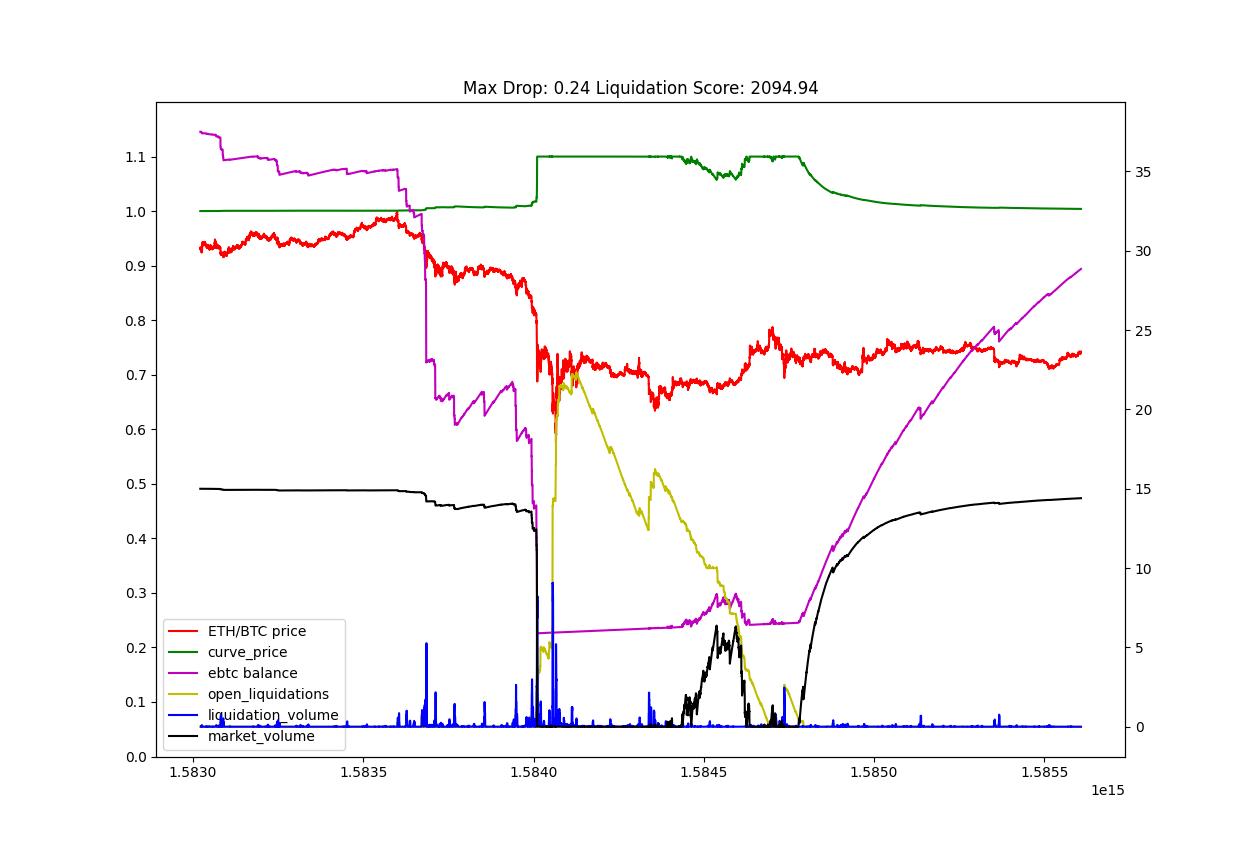 Max Drop: 0.24 Liquidation Score: 2094.94
1.1
1.0
0.9
0.8
0.7
0.6
0.5
0.4
0.3
0.2
0.1
0.0
35
30
25
20
15
10
5
0
ETH/BTC price
curve_price
ebtc balance
open_liquidations
liquidation_volume
market_volume
1.5830 1.5835 1.5840 1.5845 1.5850 1.5855
1e15